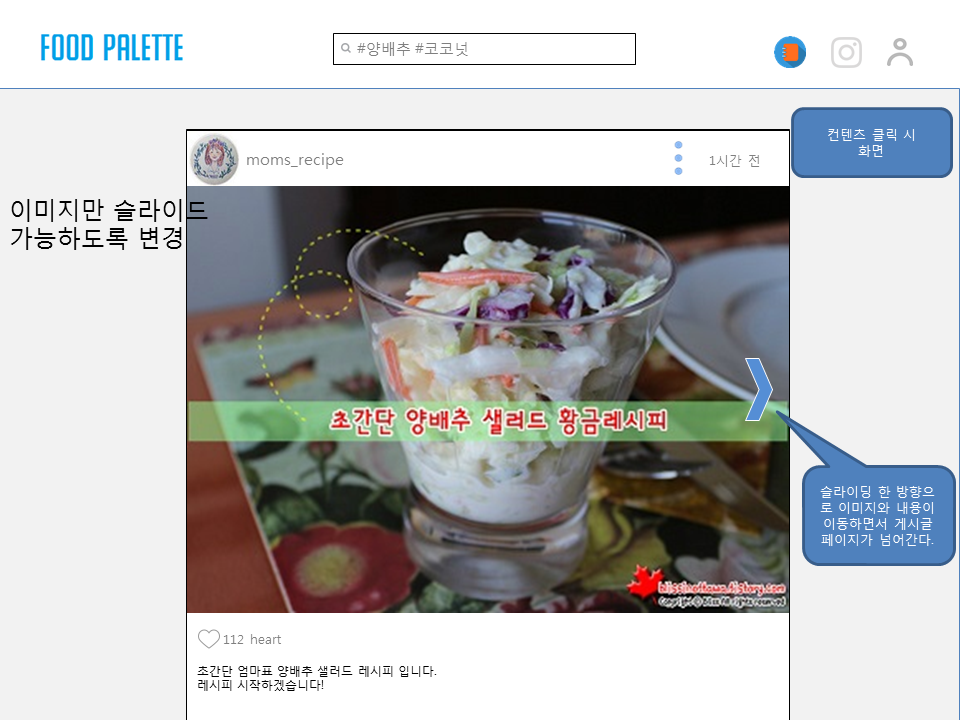 FOOD PALETTE
#양배추 #코코넛
컨텐츠 클릭 시
화면
moms_recipe
1시간 전
이미지만 슬라이드
가능하도록 변경
초간단 양배추 샐러드 황금레시피
슬라이딩 한 방향으
로 이미지와 내용이
이동하면서 게시글
페이지가 넘어간다.
blissinottawa.tistory.com
Copyright © Bliss All rights reserved
112 heart
초간단 엄마표 양배추 샐러드 레시피 입니다.
레시피 시작하겠습니다!